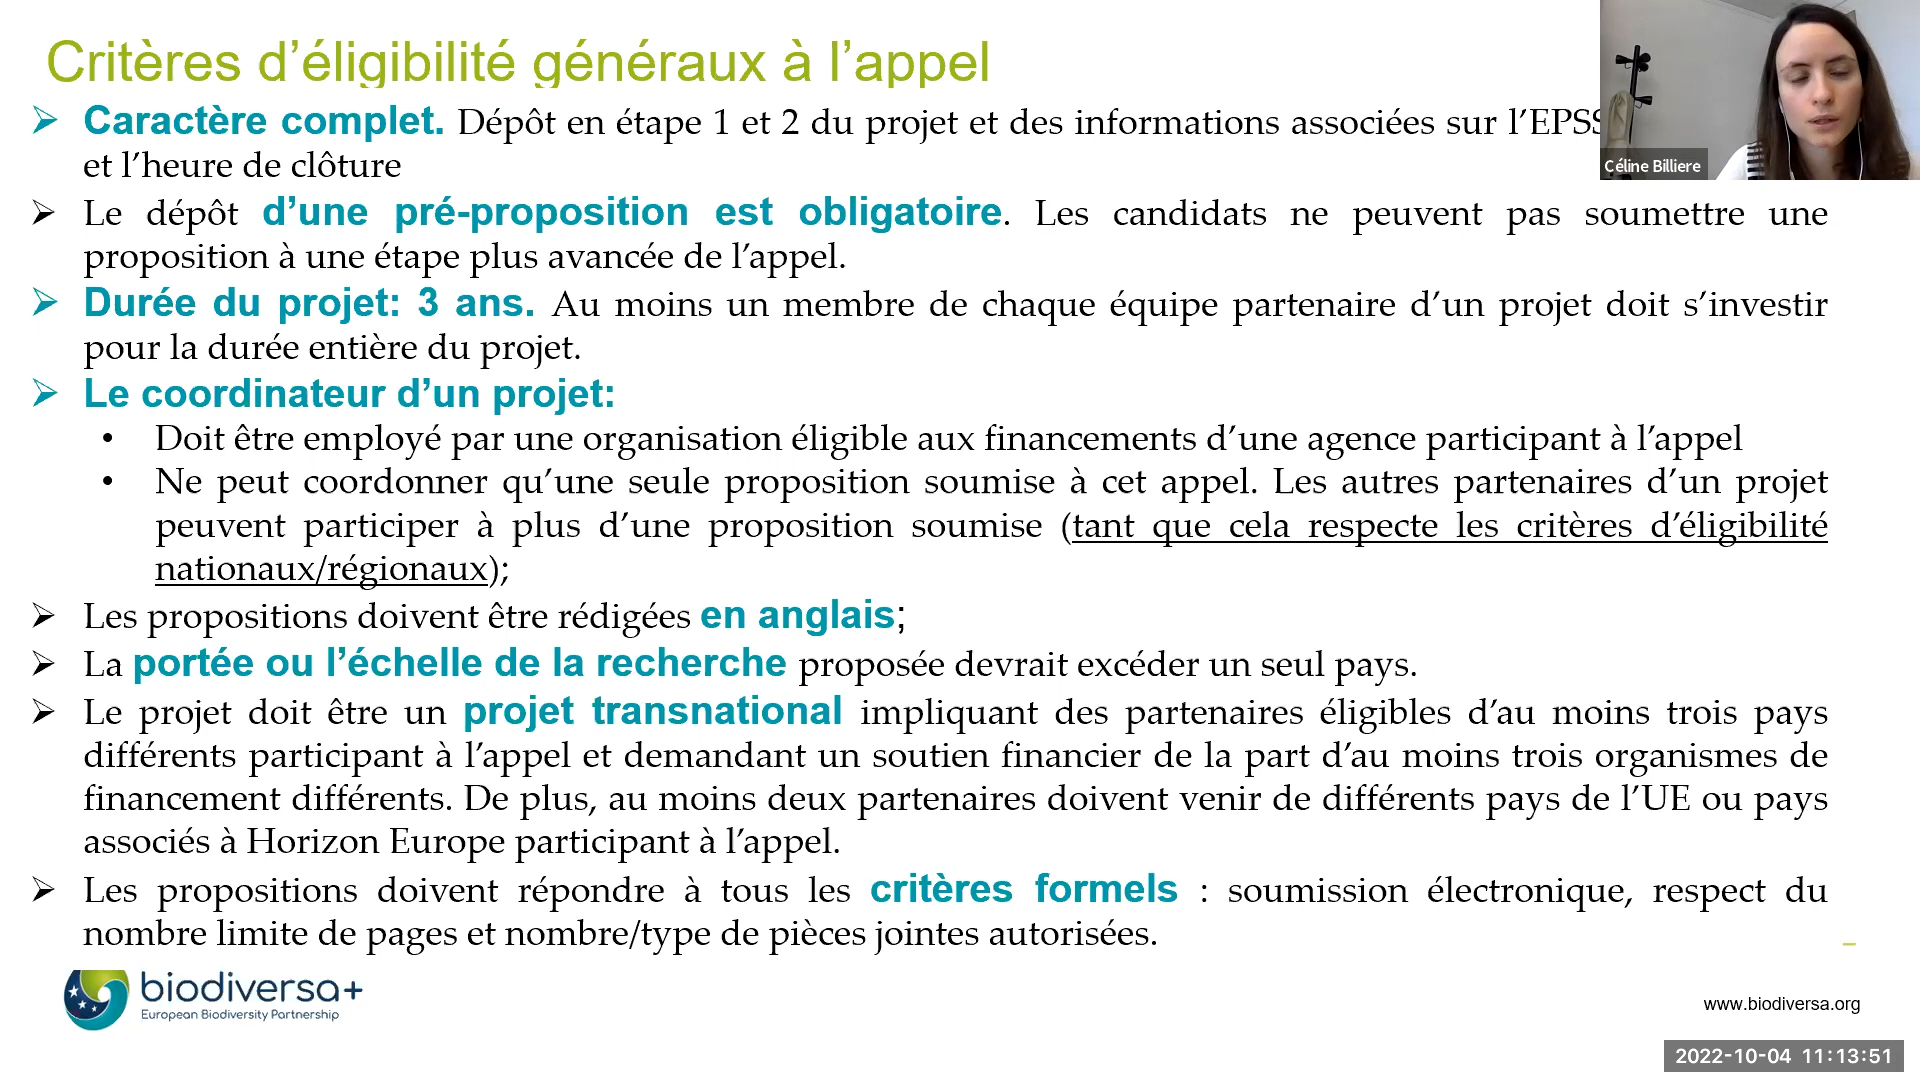 Critères d’éligibilité généraux à l’appel
Caractère complet. Dépôt en étape 1 et 2 du projet et des informations associées sur l’EPSS
et l’heure de clôture
Céline Billiere
Le dépôt d’une pré-proposition est obligatoire. Les candidats ne peuvent pas soumettre une
proposition à une étape plus avancée de l’appel.
Durée du projet: 3 ans. Au moins un membre de chaque équipe partenaire d’un projet doit s’investir
pour la durée entière du projet.
Le coordinateur d’un projet:
• Doit être employé par une organisation éligible aux financements d’une agence participant à l’appel
• Ne peut coordonner qu’une seule proposition soumise à cet appel. Les autres partenaires d’un projet
peuvent participer à plus d’une proposition soumise (tant que cela respecte les critères d’éligibilité
nationaux/régionaux);
Les propositions doivent être rédigées en anglais;
La portée ou l’échelle de la recherche proposée devrait excéder un seul pays.
Le projet doit être un projet transnational impliquant des partenaires éligibles d’au moins trois pays
différents participant à l’appel et demandant un soutien financier de la part d’au moins trois organismes de
financement différents. De plus, au moins deux partenaires doivent venir de différents pays de l’UE ou pays
associés à Horizon Europe participant à l’appel.
Les propositions doivent répondre à tous les critères formels : soumission électronique, respect du
nombre limite de pages et nombre/type de pièces jointes autorisées.
biodiversa+
European Biodiversity Partnership
www.biodiversa.org
2022-10-04 11:13:51